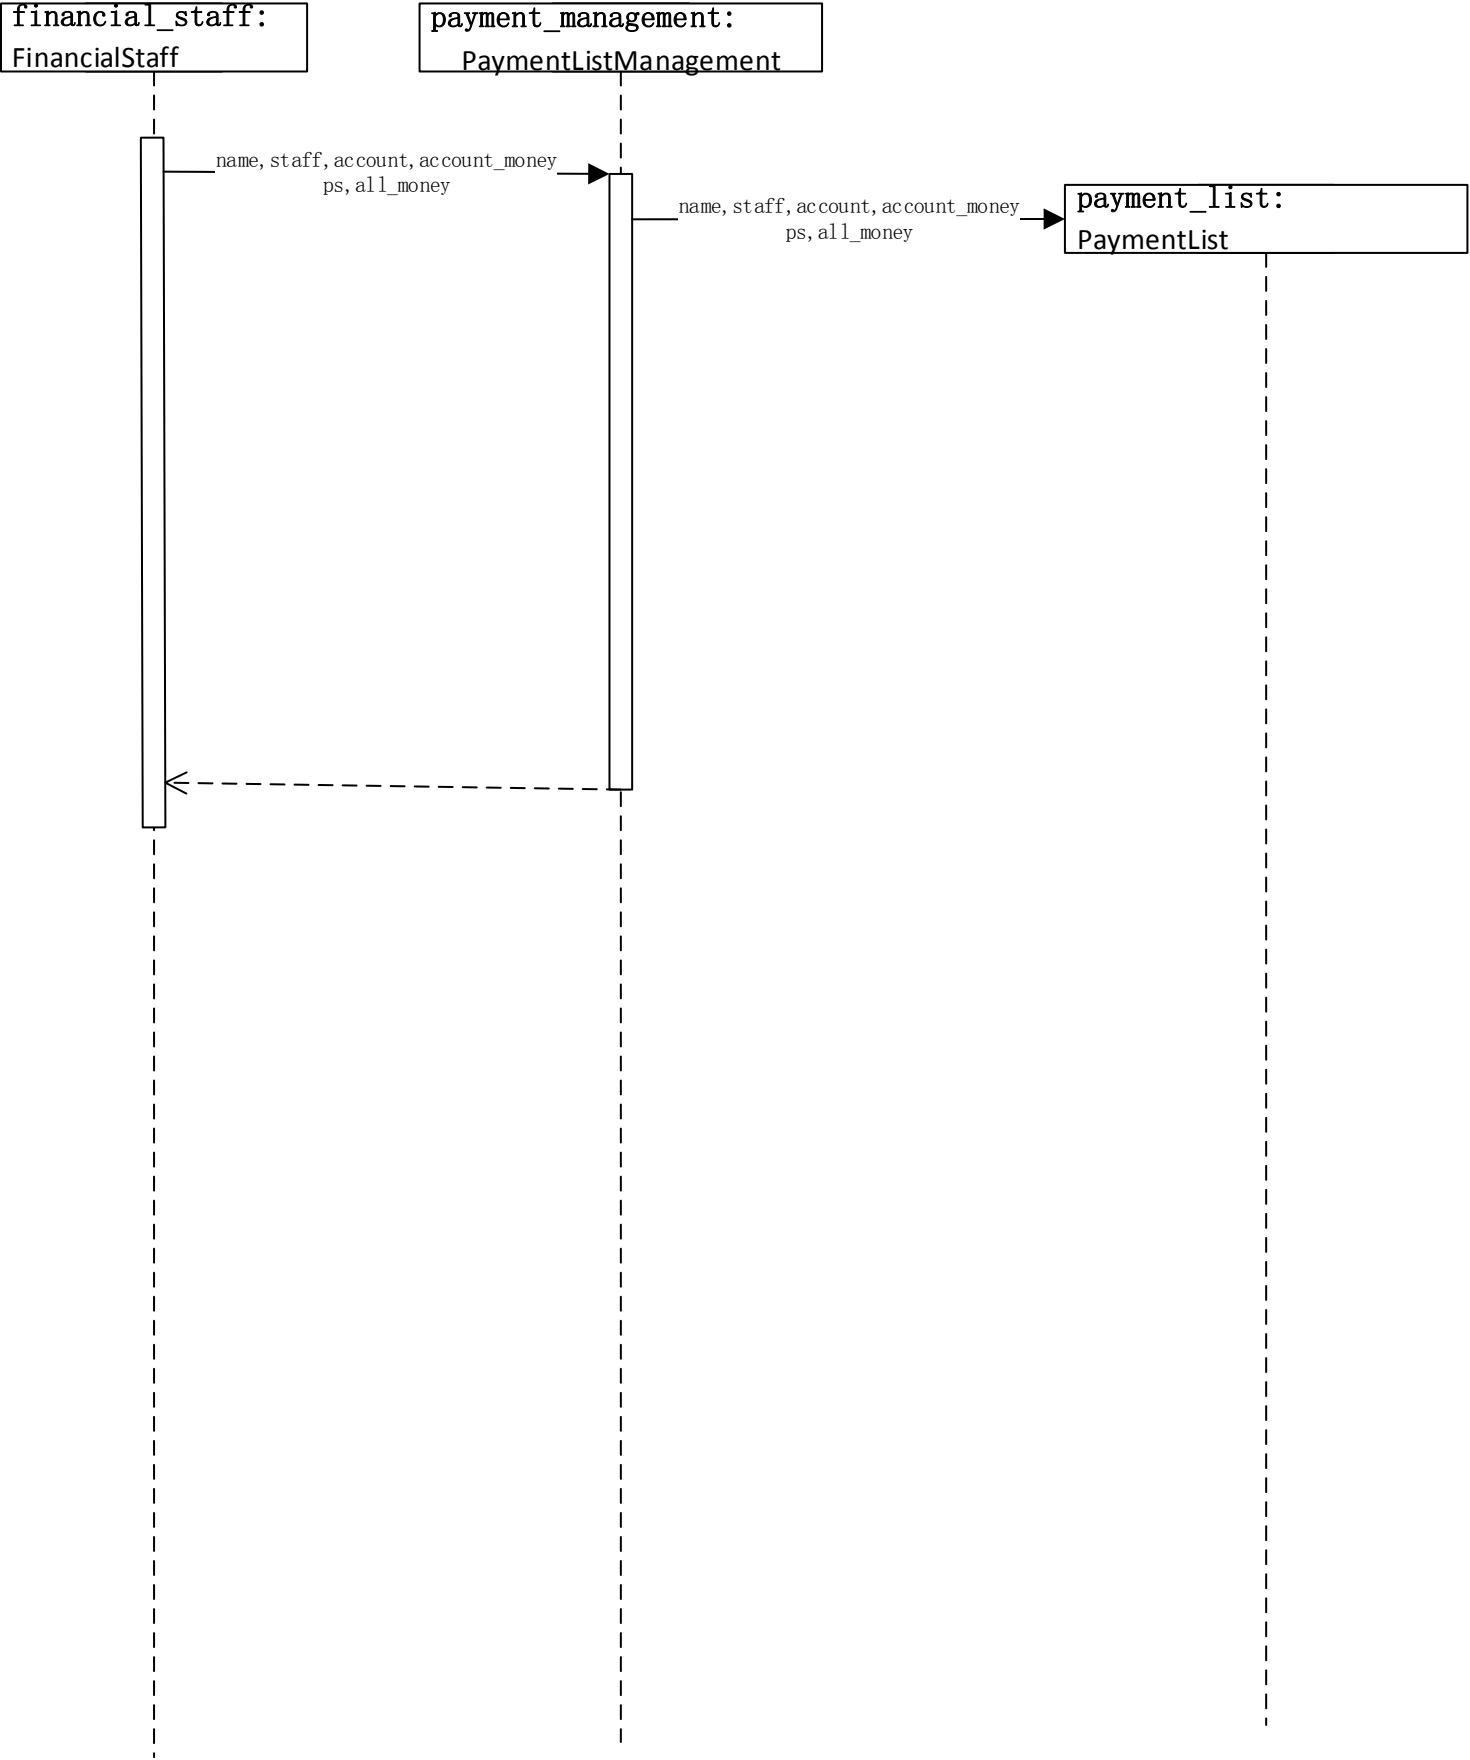 financial_staff:
FinancialStaff
payment_management:
PaymentListManagement
name,staff,account,account_money
ps,all_money
name,staff,account,account_money
ps,all_money
payment_list:
PaymentList